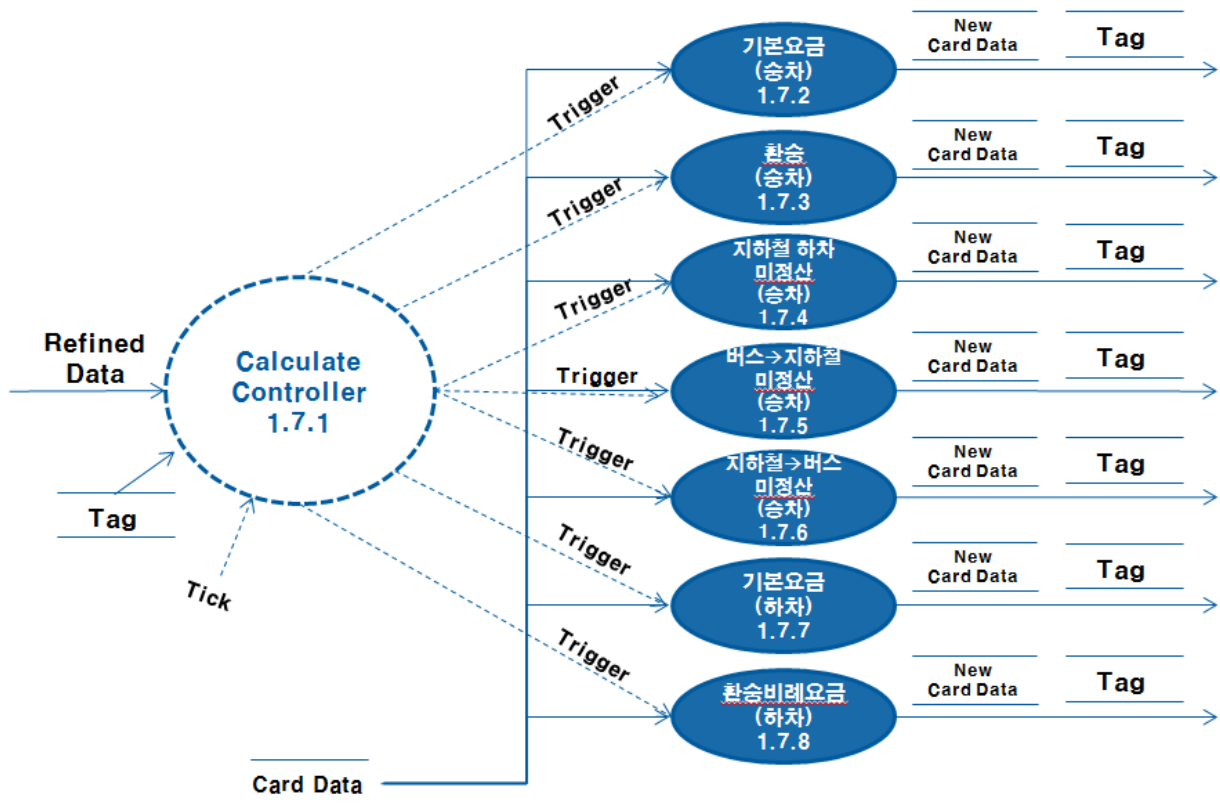 New
Card Data
Tag
기본요금
(승차)
1.7.2
Trigger
New
Card Data
Tag
환승
(승차)
1.7.3
Trigger
New
Card Data
Tag
지하철 하차
미정산
(승차)
1.7.4
Trigger
Refined
Data
Calculate
Controller
1.7.1
New
Card Data
Tag
버스→지하철
미정산
(승차)
1.7.5
Trigger
New
Card Data
Tag
지하철→버스
미정산
(승차)
1.7.6
Trigger
Tag
Tick
New
Card Data
Tag
기본요금
(하차)
1.7.7
Trigger
New
Card Data
Tag
환승비례요금
(하차)
1.7.8
Trigger
Card Data